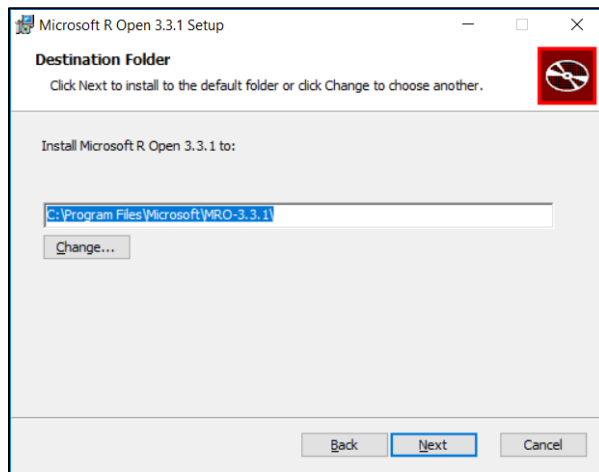 Microsoft R Open 3.3.1 Setup
Destination Folder
Click Next to install to the default folder or click Change to choose another.
Install Microsoft R Open 3.3.1 to:
C:\Program Files\Microsoft\MRO-3.3.1\
Change...
Back Next Cancel